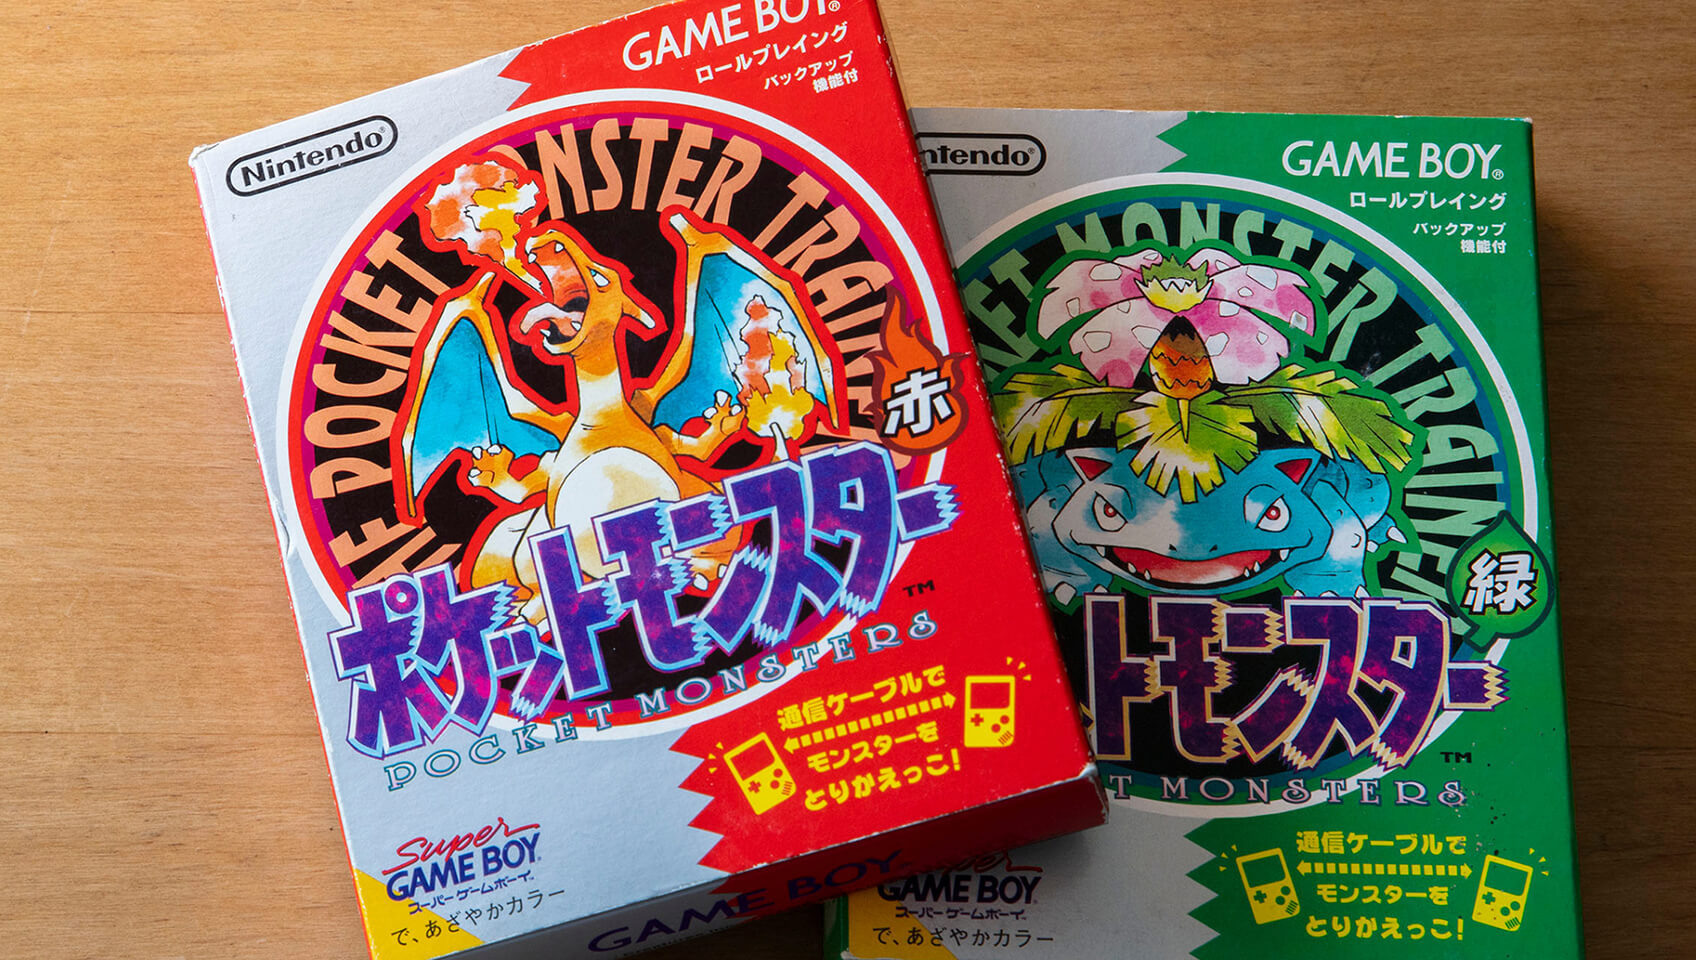 GAME BOY®
ロールプレイング
バックアップ
機能付
Nintendo®
THE POCKET MONSTER TRAINER
赤
ポケットモンスター
TM
POCKET MONSTERS
通信ケーブルで
モンスターを
とりかえっこ!
Super
GAME BOY
スーパーゲームボーイ
で、あざやかカラー
GAME BOY
ntendo®
GAME BOY®
ロールプレイング
バックアップ
機能付
KET MONSTER TRAINE
緑
トモンスター
TM
T MONSTERS
通信ケーブルで
モンスターを
とりかえっこ!
GAME BOY
スーパーゲームボーイ
で、あざやかカラー